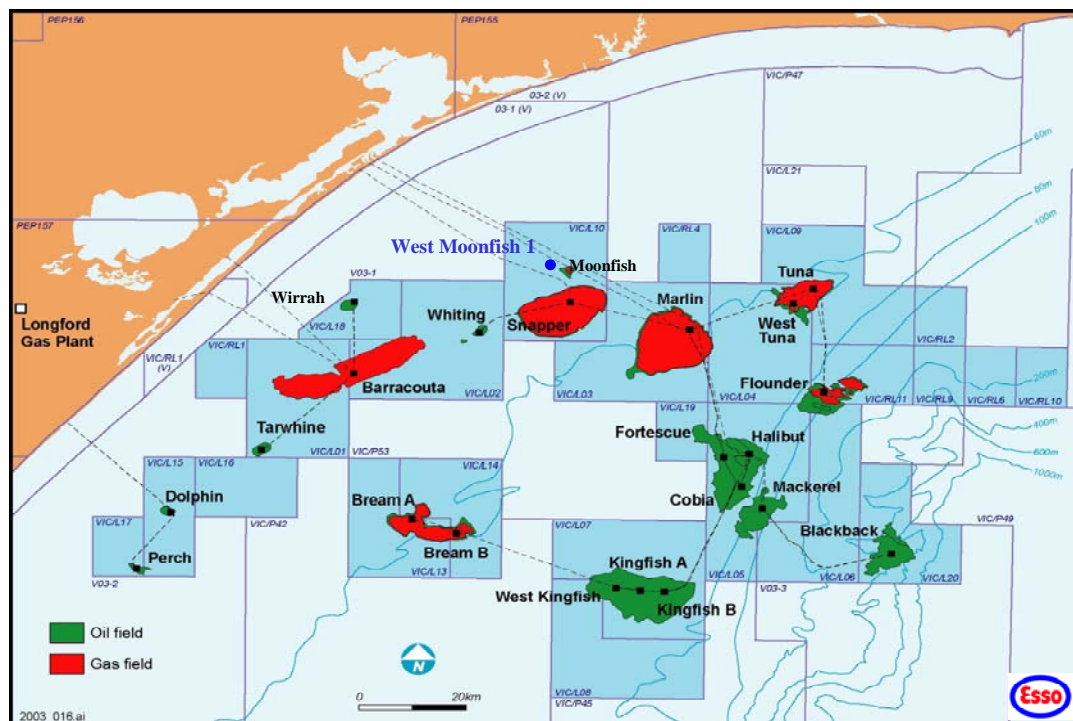 PEP156
PEP155
VIC/P47
03-2 (V)
03-1 (V)
60m
80m
100m
VIC/L21
PEP157
VIC/L10
VIC/RL4
VIC/L09
West Moonfish 1
Moonfish
V03-1
Wirrah
Tuna
Longford
Gas Plant
Whiting
Snapper
Marlin
West
Tuna
VIC/L18
VIC/RL1
(V)
VIC/RL1
VIC/RL2
Barracouta
Flounder
200m
VIC/L02
VIC/L03
VIC/L04
VIC/RL11
VIC/RL9
VIC/RL6
VIC/RL10
VIC/L19
400m
600m
1000m
Tarwhine
Fortescue
Halibut
VIC/L01
VIC/P53
VIC/L15
VIC/L16
VIC/L14
Dolphin
Bream A
Cobia
Mackerel
VIC/L17
VIC/P42
VIC/L07
VIC/P49
Blackback
Bream B
Perch
Kingfish A
V03-2
VIC/L13
VIC/L05
VIC/L06
VIC/L20
V03-3
West Kingfish
Kingfish B
Oil field
Gas field
N
0
20km
VIC/L08
VIC/P45
2003_016.ai
Esso